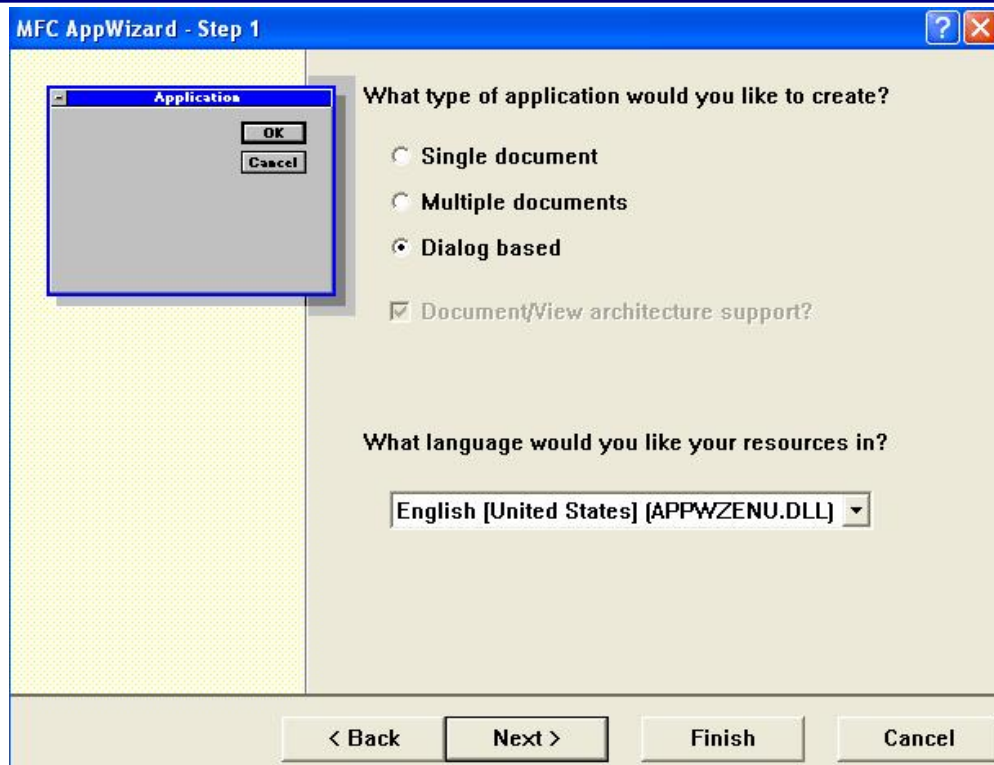 MFC AppWizard - Step 1
Application
OK
Cancel
What type of application would you like to create?
Single document
Multiple documents
Dialog based
Document/View architecture support?
What language would you like your resources in?
English [United States] (APPWZENU.DLL)
< Back
Next >
Finish
Cancel